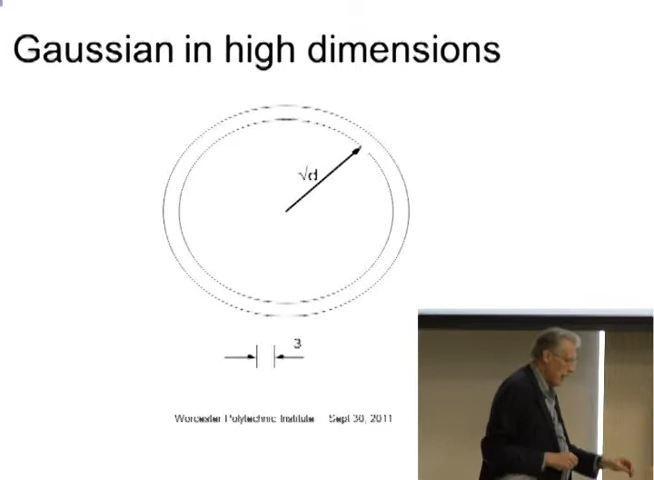 Gaussian in high dimensions
√d
3
Worcester Polytechnic Institute Sept 30, 2011